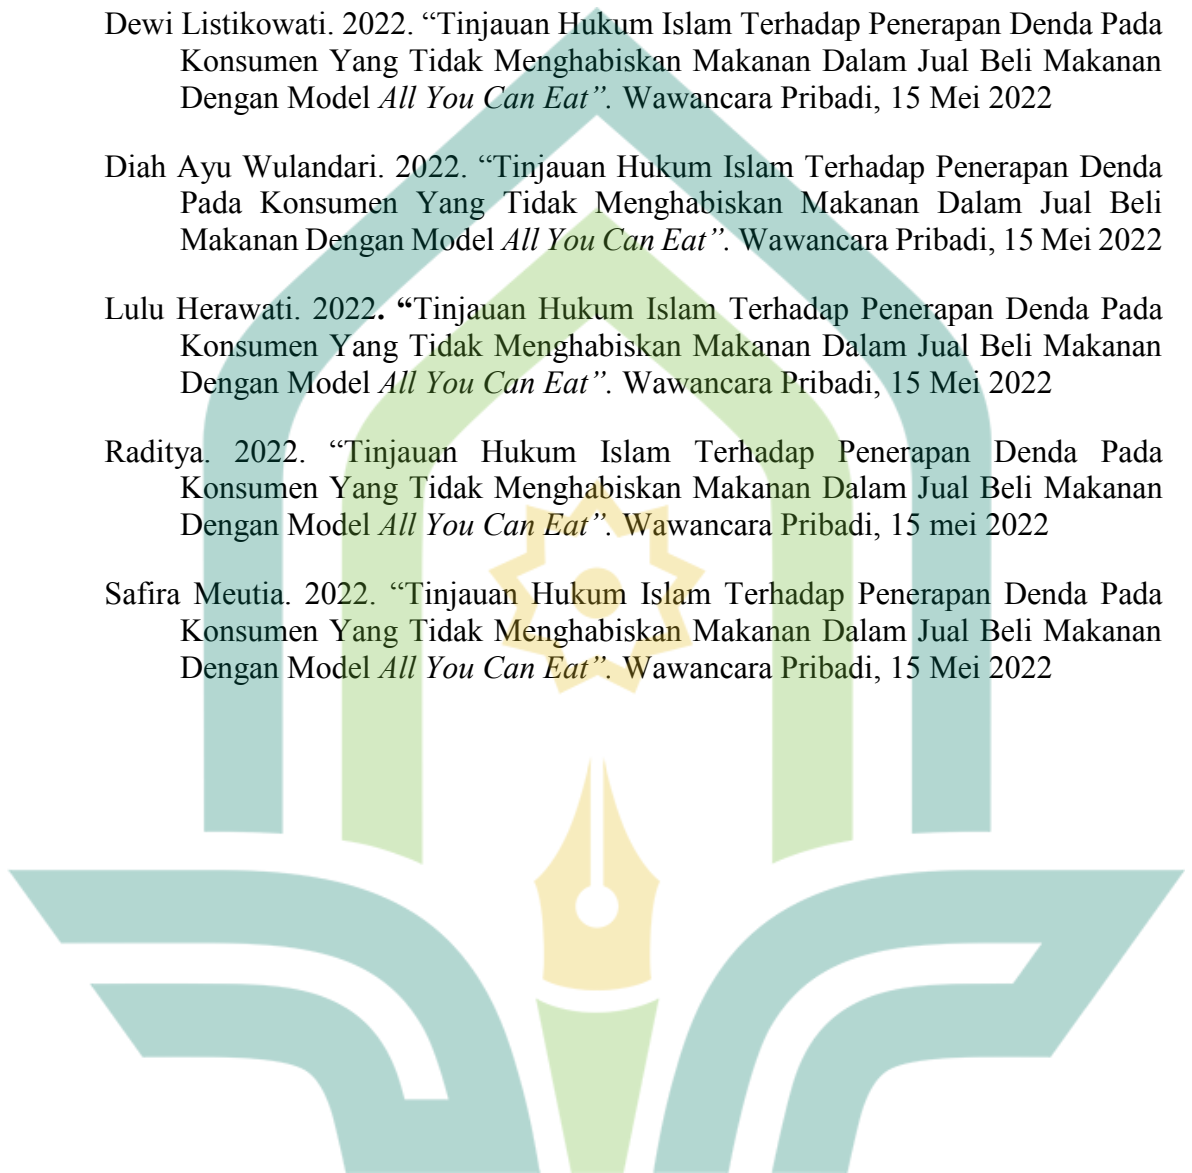 Dewi Listikowati. 2022. “Tinjauan Hukum Islam Terhadap Penerapan Denda Pada
Konsumen Yang Tidak Menghabiskan Makanan Dalam Jual Beli Makanan
Dengan Model All You Can Eat”. Wawancara Pribadi, 15 Mei 2022
Diah Ayu Wulandari. 2022. “Tinjauan Hukum Islam Terhadap Penerapan Denda
Pada Konsumen Yang Tidak Menghabiskan Makanan Dalam Jual Beli
Makanan Dengan Model All You Can Eat”. Wawancara Pribadi, 15 Mei 2022
Lulu Herawati. 2022. “Tinjauan Hukum Islam Terhadap Penerapan Denda Pada
Konsumen Yang Tidak Menghabiskan Makanan Dalam Jual Beli Makanan
Dengan Model All You Can Eat”. Wawancara Pribadi, 15 Mei 2022
Raditya. 2022. “Tinjauan Hukum Islam Terhadap Penerapan Denda Pada
Konsumen Yang Tidak Menghabiskan Makanan Dalam Jual Beli Makanan
Dengan Model All You Can Eat”. Wawancara Pribadi, 15 mei 2022
Safira Meutia. 2022. “Tinjauan Hukum Islam Terhadap Penerapan Denda Pada
Konsumen Yang Tidak Menghabiskan Makanan Dalam Jual Beli Makanan
Dengan Model All You Can Eat”. Wawancara Pribadi, 15 Mei 2022